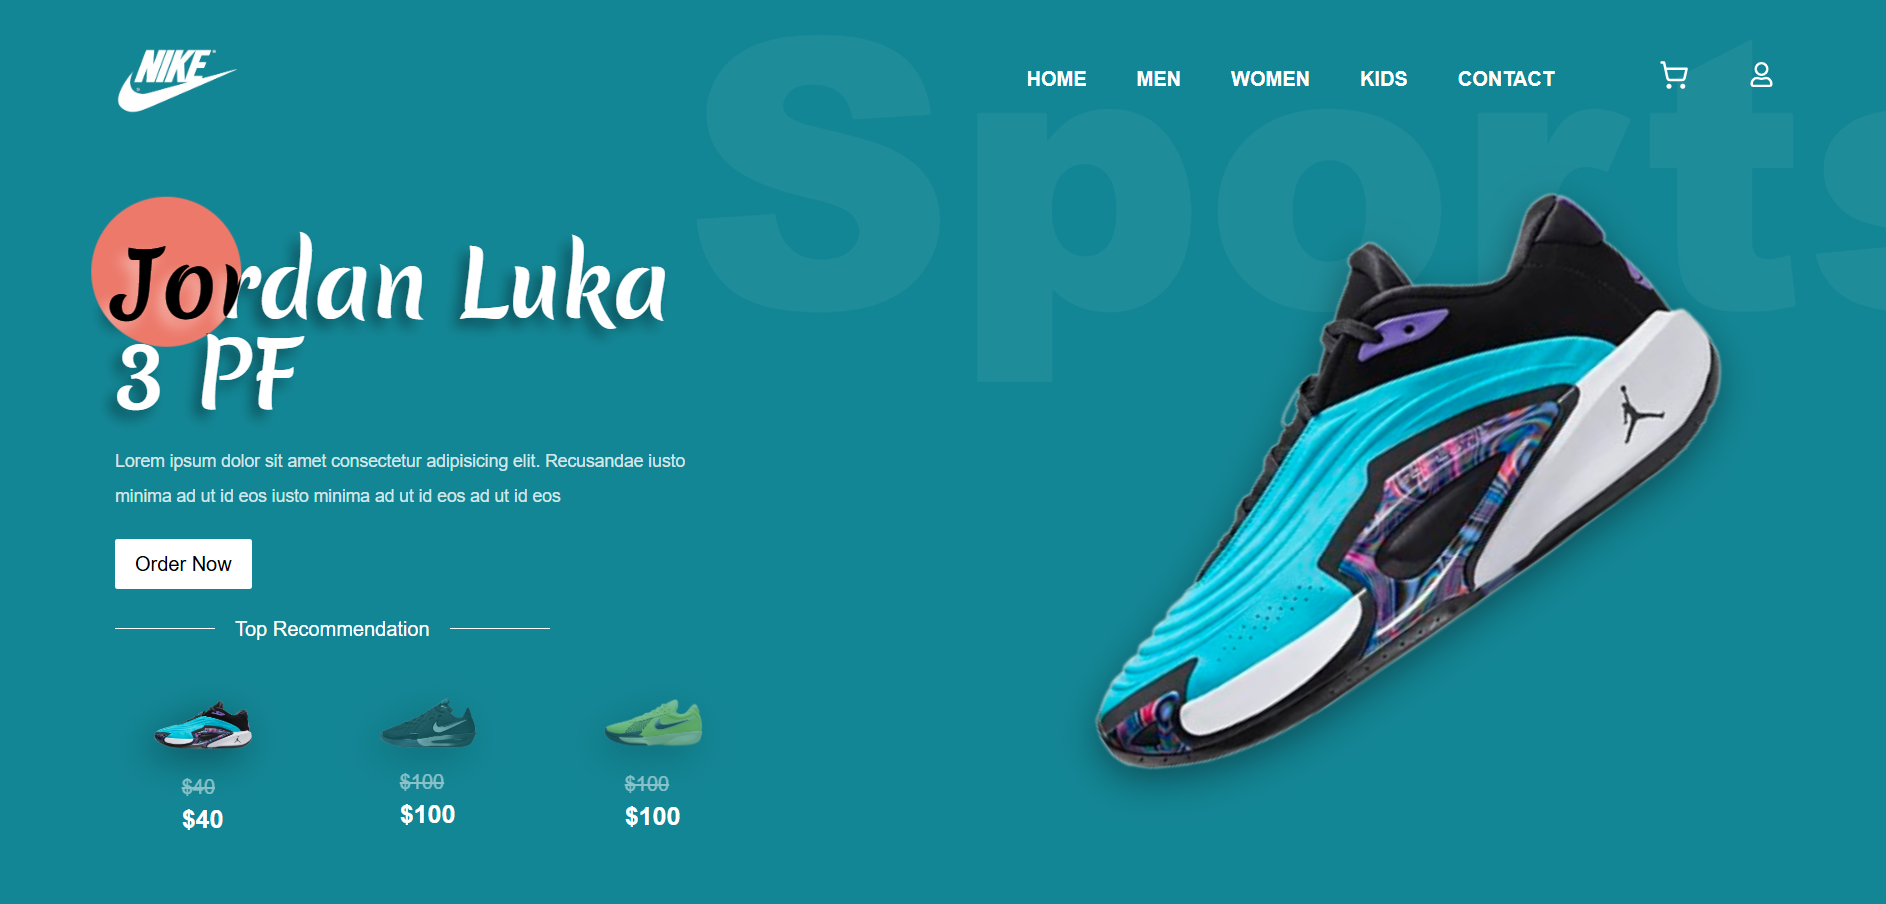 NIKE
HOME MEN WOMEN KIDS CONTACT
Sports
Jordan Luka
3 PF
Lorem ipsum dolor sit amet consectetur adipisicing elit. Recusandae iusto
minima ad ut id eos iusto minima ad ut id eos ad ut id eos
Order Now
Top Recommendation
$40 $100 $100
$40 $100 $100